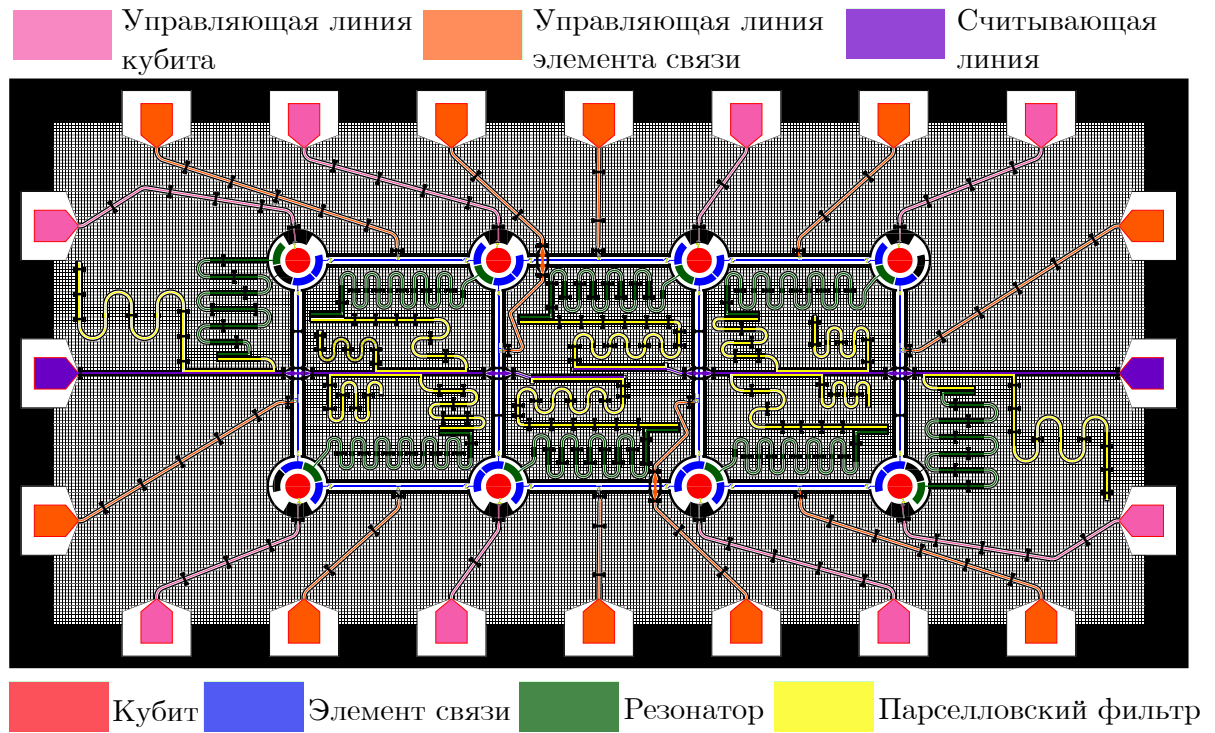 Управляющая линия
кубита
Управляющая линия
элемента связи
Считывающая
линия
Кубит
Элемент связи
Резонатор
Парселловский фильтр